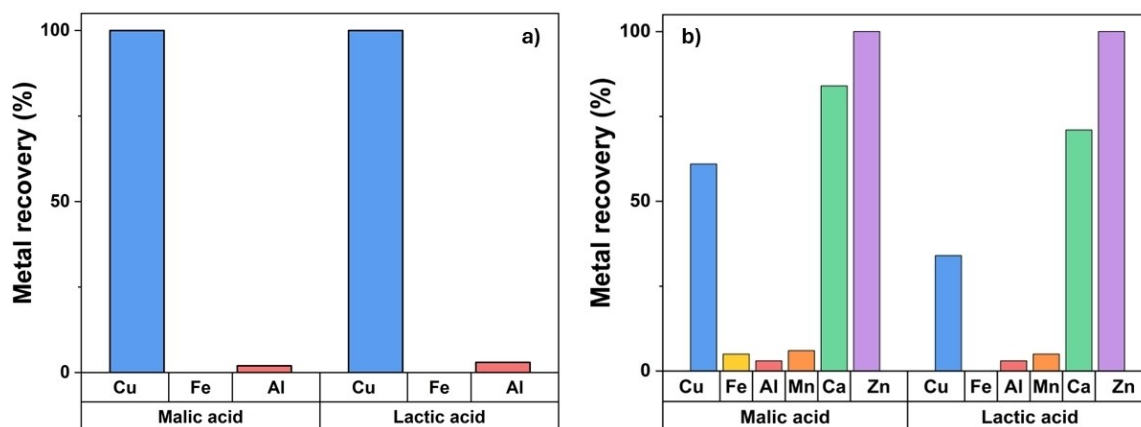 a)
Metal recovery (%)
100
50
0
Cu Fe Al Cu Fe Al
Malic acid Lactic acid
b)
Metal recovery (%)
100
50
0
Cu Fe Al Mn Ca Zn Cu Fe Al Mn Ca Zn
Malic acid Lactic acid